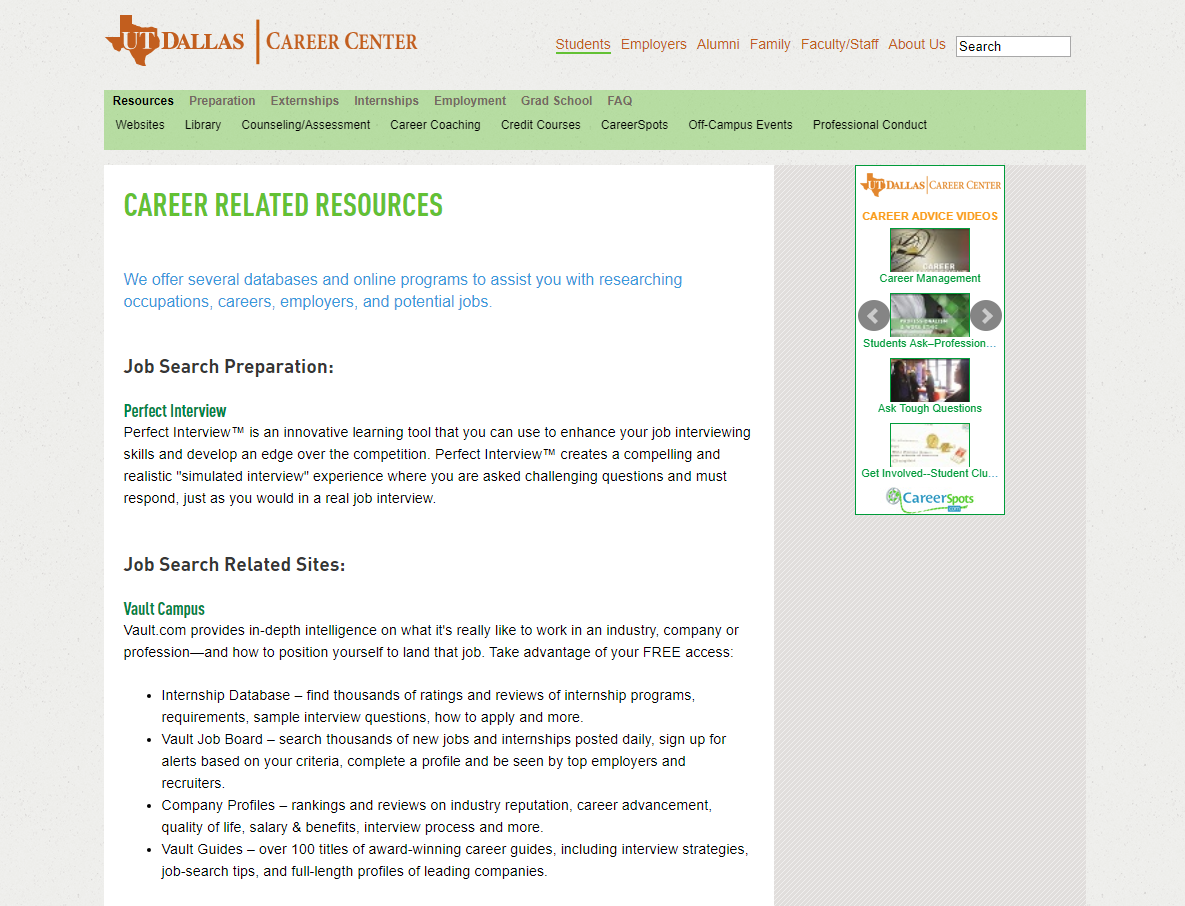 UT DALLAS | CAREER CENTER
Students Employers Alumni Family Faculty/Staff About Us Search
Resources Preparation Externships Internships Employment Grad School FAQ
Websites Library Counseling/Assessment Career Coaching Credit Courses CareerSpots Off-Campus Events Professional Conduct
CAREER RELATED RESOURCES
We offer several databases and online programs to assist you with researching
occupations, careers, employers, and potential jobs.
Job Search Preparation:
Perfect Interview
Perfect Interview™ is an innovative learning tool that you can use to enhance your job interviewing
skills and develop an edge over the competition. Perfect Interview™ creates a compelling and
realistic "simulated interview" experience where you are asked challenging questions and must
respond, just as you would in a real job interview.
Job Search Related Sites:
Vault Campus
Vault.com provides in-depth intelligence on what it's really like to work in an industry, company or
profession—and how to position yourself to land that job. Take advantage of your FREE access:
• Internship Database – find thousands of ratings and reviews of internship programs,
requirements, sample interview questions, how to apply and more.
• Vault Job Board – search thousands of new jobs and internships posted daily, sign up for
alerts based on your criteria, complete a profile and be seen by top employers and
recruiters.
• Company Profiles – rankings and reviews on industry reputation, career advancement,
quality of life, salary & benefits, interview process and more.
• Vault Guides – over 100 titles of award-winning career guides, including interview strategies,
job-search tips, and full-length profiles of leading companies.
UT DALLAS | CAREER CENTER
CAREER ADVICE VIDEOS
CAREER
Career Management
PROFESSIONALISM
Students Ask–Profession...
Ask Tough Questions
Get Involved--Student Clu...
CareerSpots